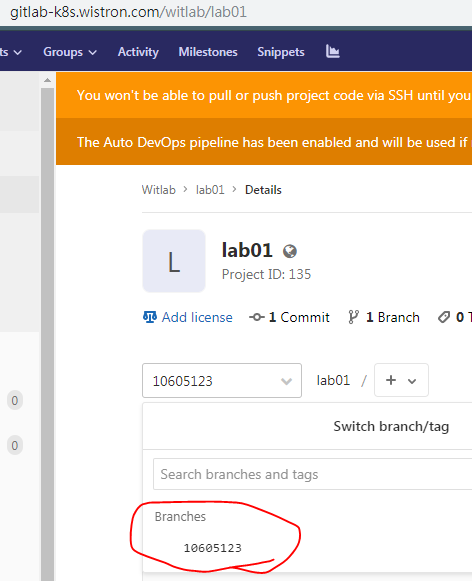 gitlab-k8s.wistron.com/witlab/lab01
ts Groups Activity Milestones Snippets
You won't be able to pull or push project code via SSH until you
The Auto DevOps pipeline has been enabled and will be used if
Witlab > lab01 > Details
L
lab01
Project ID: 135
Add license 1 Commit 1 Branch 0 T
10605123 lab01 / +
0
Switch branch/tag
0
Search branches and tags
Branches
10605123